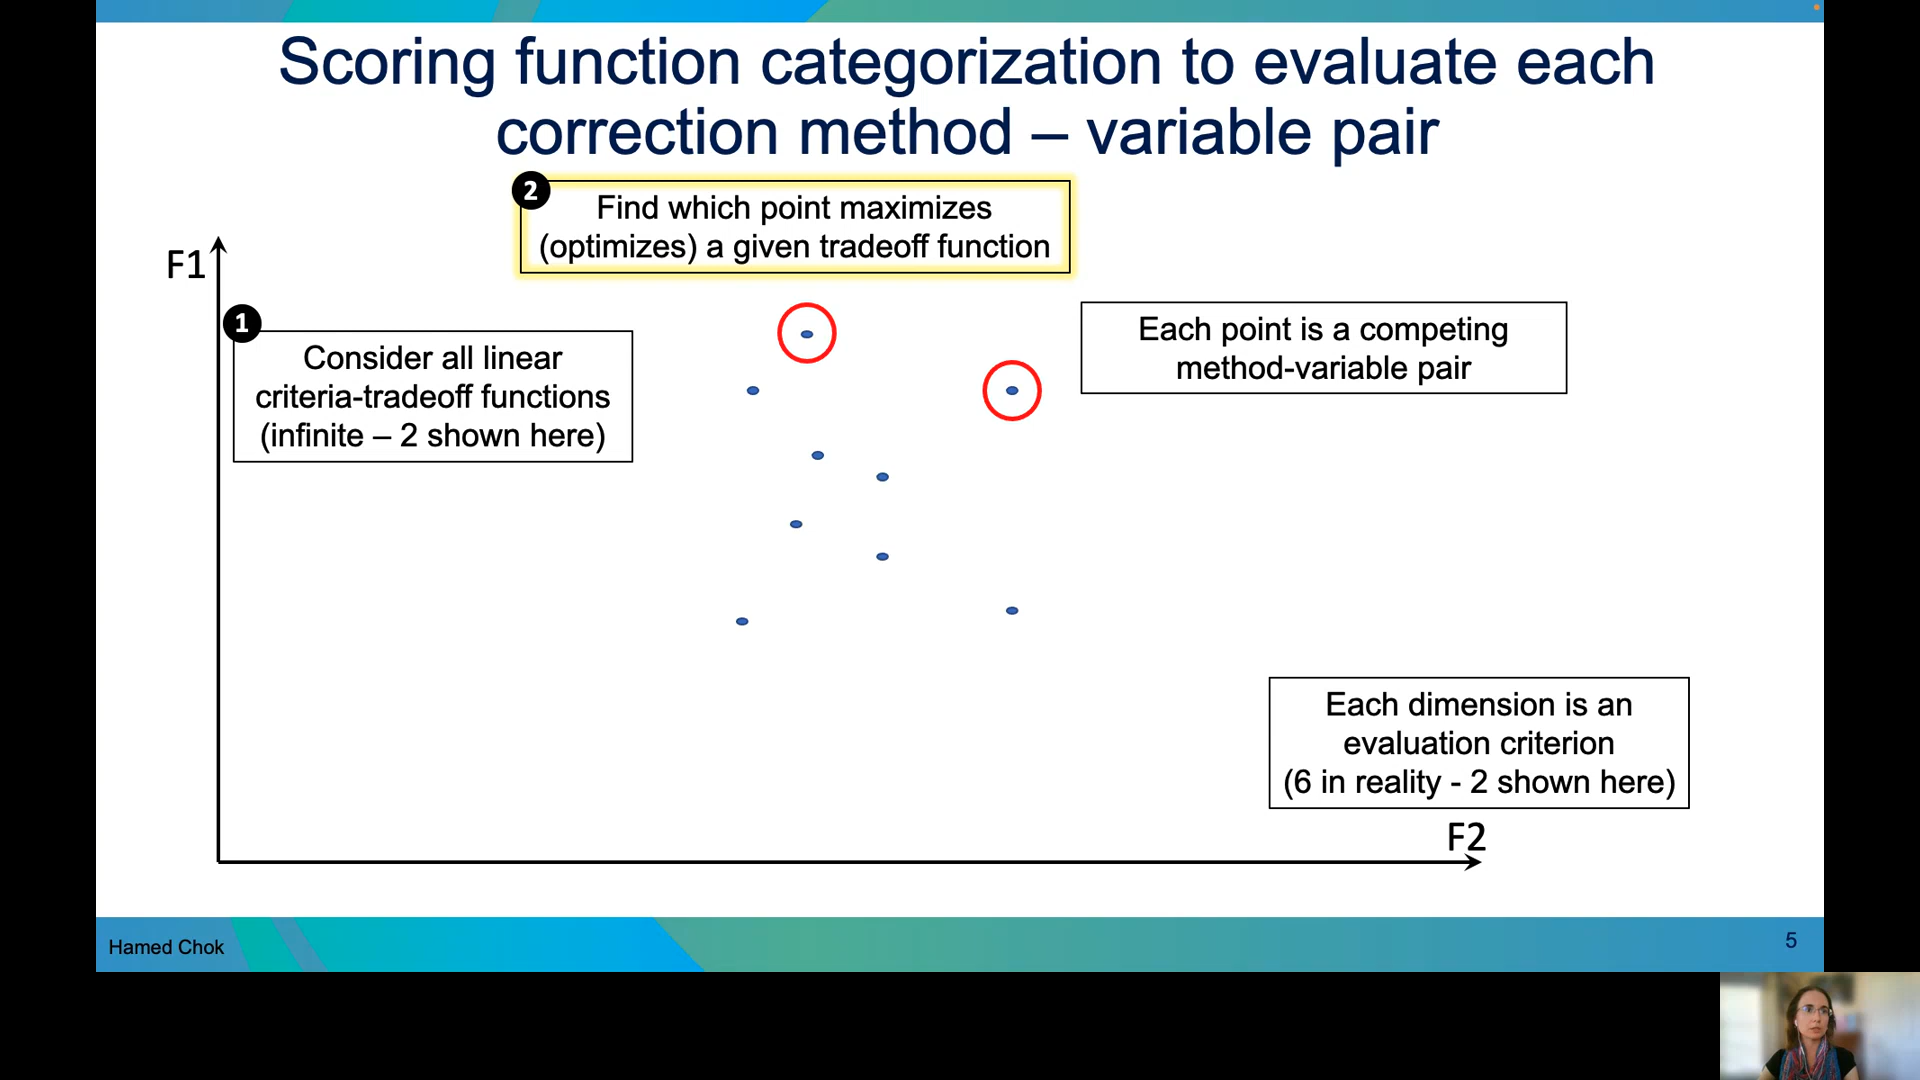 Scoring function categorization to evaluate each
correction method – variable pair
2
Find which point maximizes
(optimizes) a given tradeoff function
F1
1
Consider all linear
criteria-tradeoff functions
(infinite – 2 shown here)
Each point is a competing
method-variable pair
Each dimension is an
evaluation criterion
(6 in reality - 2 shown here)
F2
Hamed Chok
5